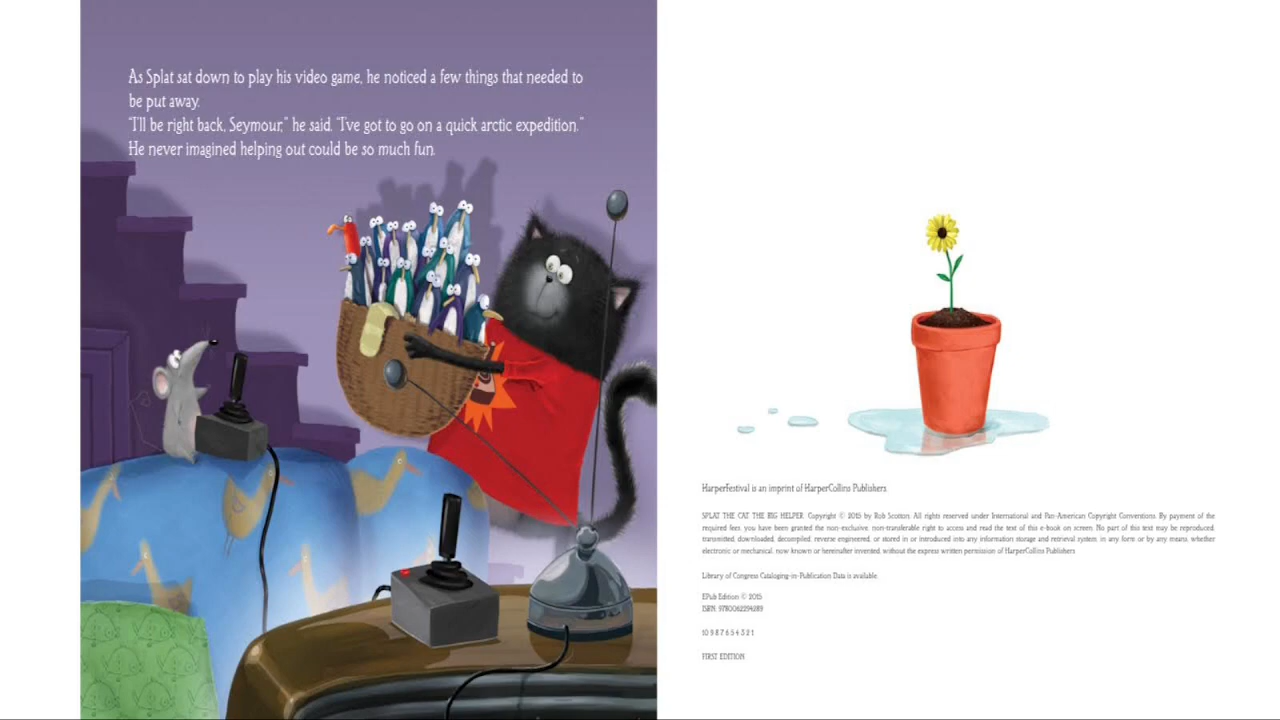 As Splat sat down to play his video game, he noticed a few things that needed to
be put away.
"I'll be right back, Seymour," he said. "I've got to go on a quick arctic expedition."
He never imagined helping out could be so much fun.
HarperFestival is an imprint of HarperCollins Publishers.
SPLAT THE CAT: THE BIG HELPER. Copyright © 2015 by Rob Scotton. All rights reserved under International and Pan-American Copyright Conventions. By payment of the
required fees, you have been granted the non-exclusive, non-transferable right to access and read the text of this e-book on screen. No part of this text may be reproduced,
transmitted, downloaded, decompiled, reverse engineered, or stored in or introduced into any information storage and retrieval system, in any form or by any means, whether
electronic or mechanical, now known or hereinafter invented, without the express written permission of HarperCollins Publishers.
Library of Congress Cataloging-in-Publication Data is available.
EPub Edition © 2015
ISBN: 9780062294289
10 9 8 7 6 5 4 3 2 1
FIRST EDITION